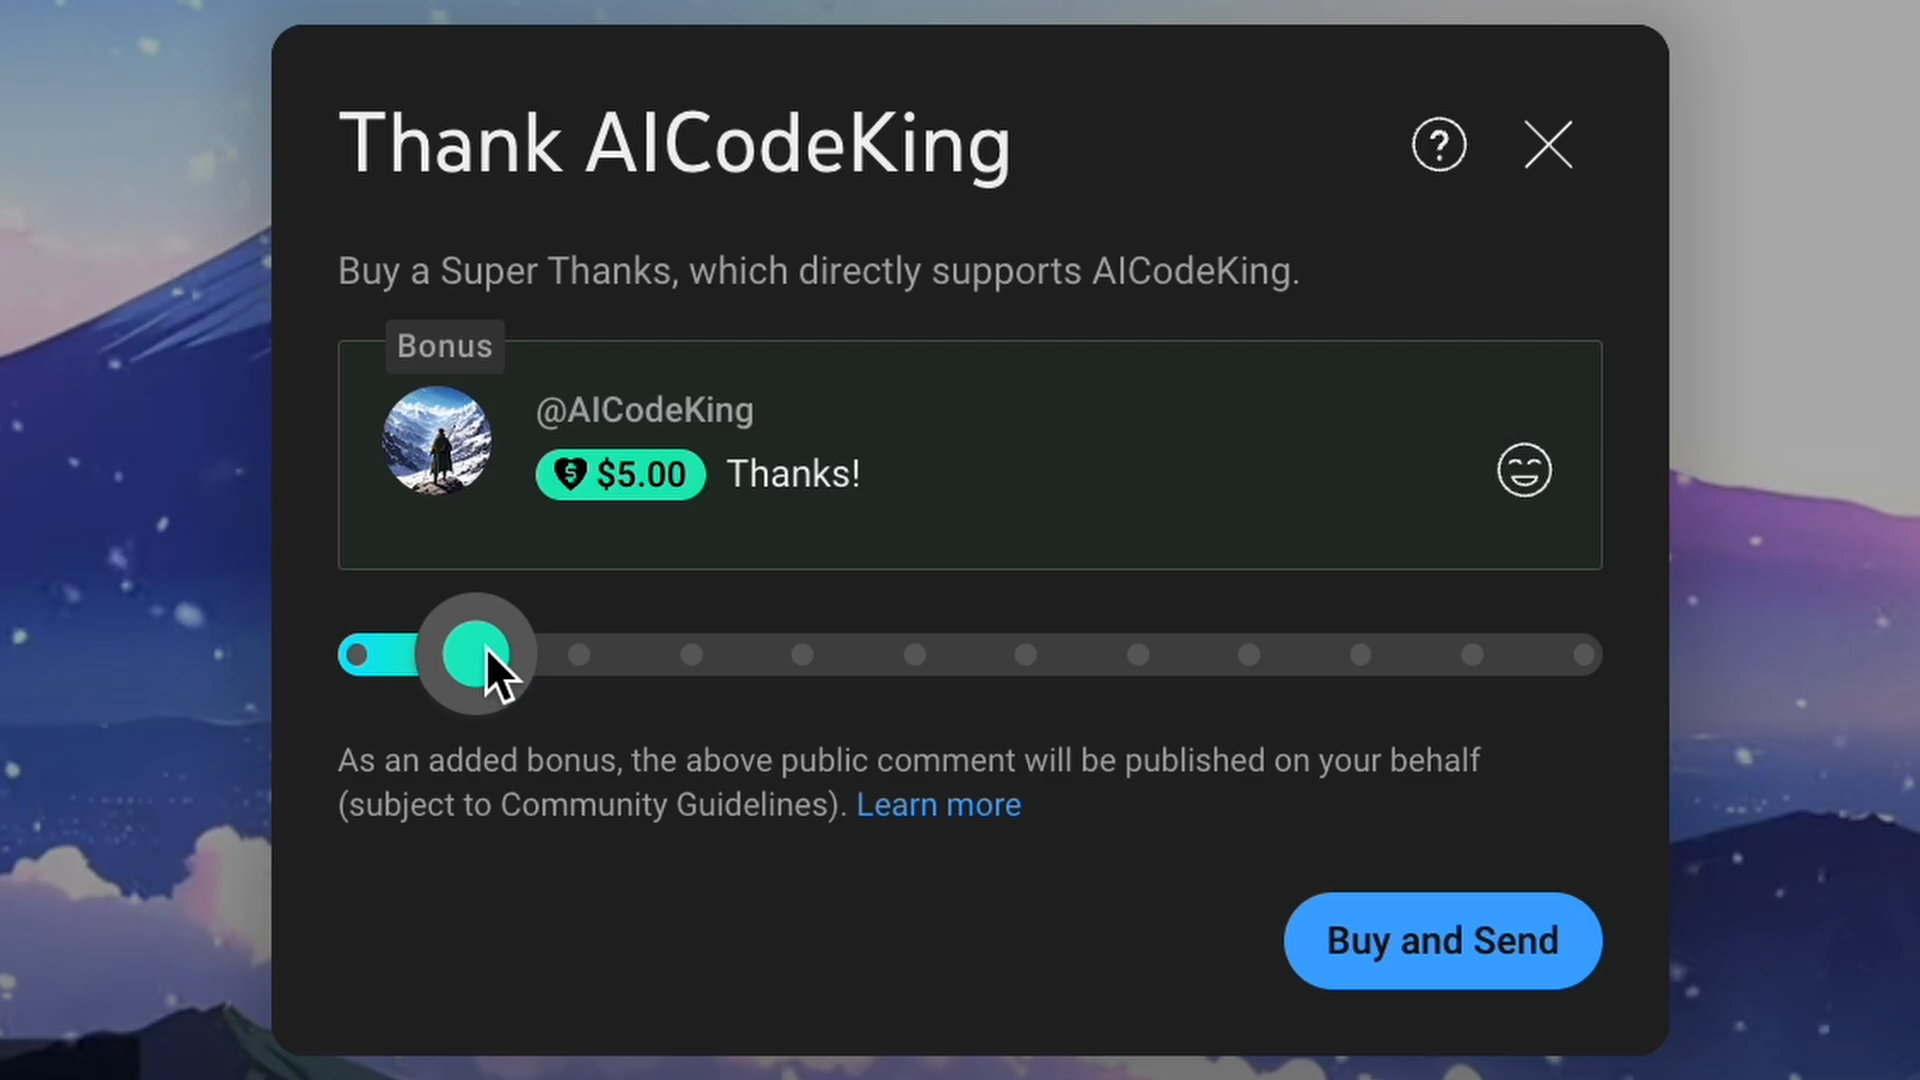 Thank AICodeKing
Buy a Super Thanks, which directly supports AICodeKing.
Bonus
@AICodeKing
$5.00 Thanks!
As an added bonus, the above public comment will be published on your behalf
(subject to Community Guidelines). Learn more
Buy and Send